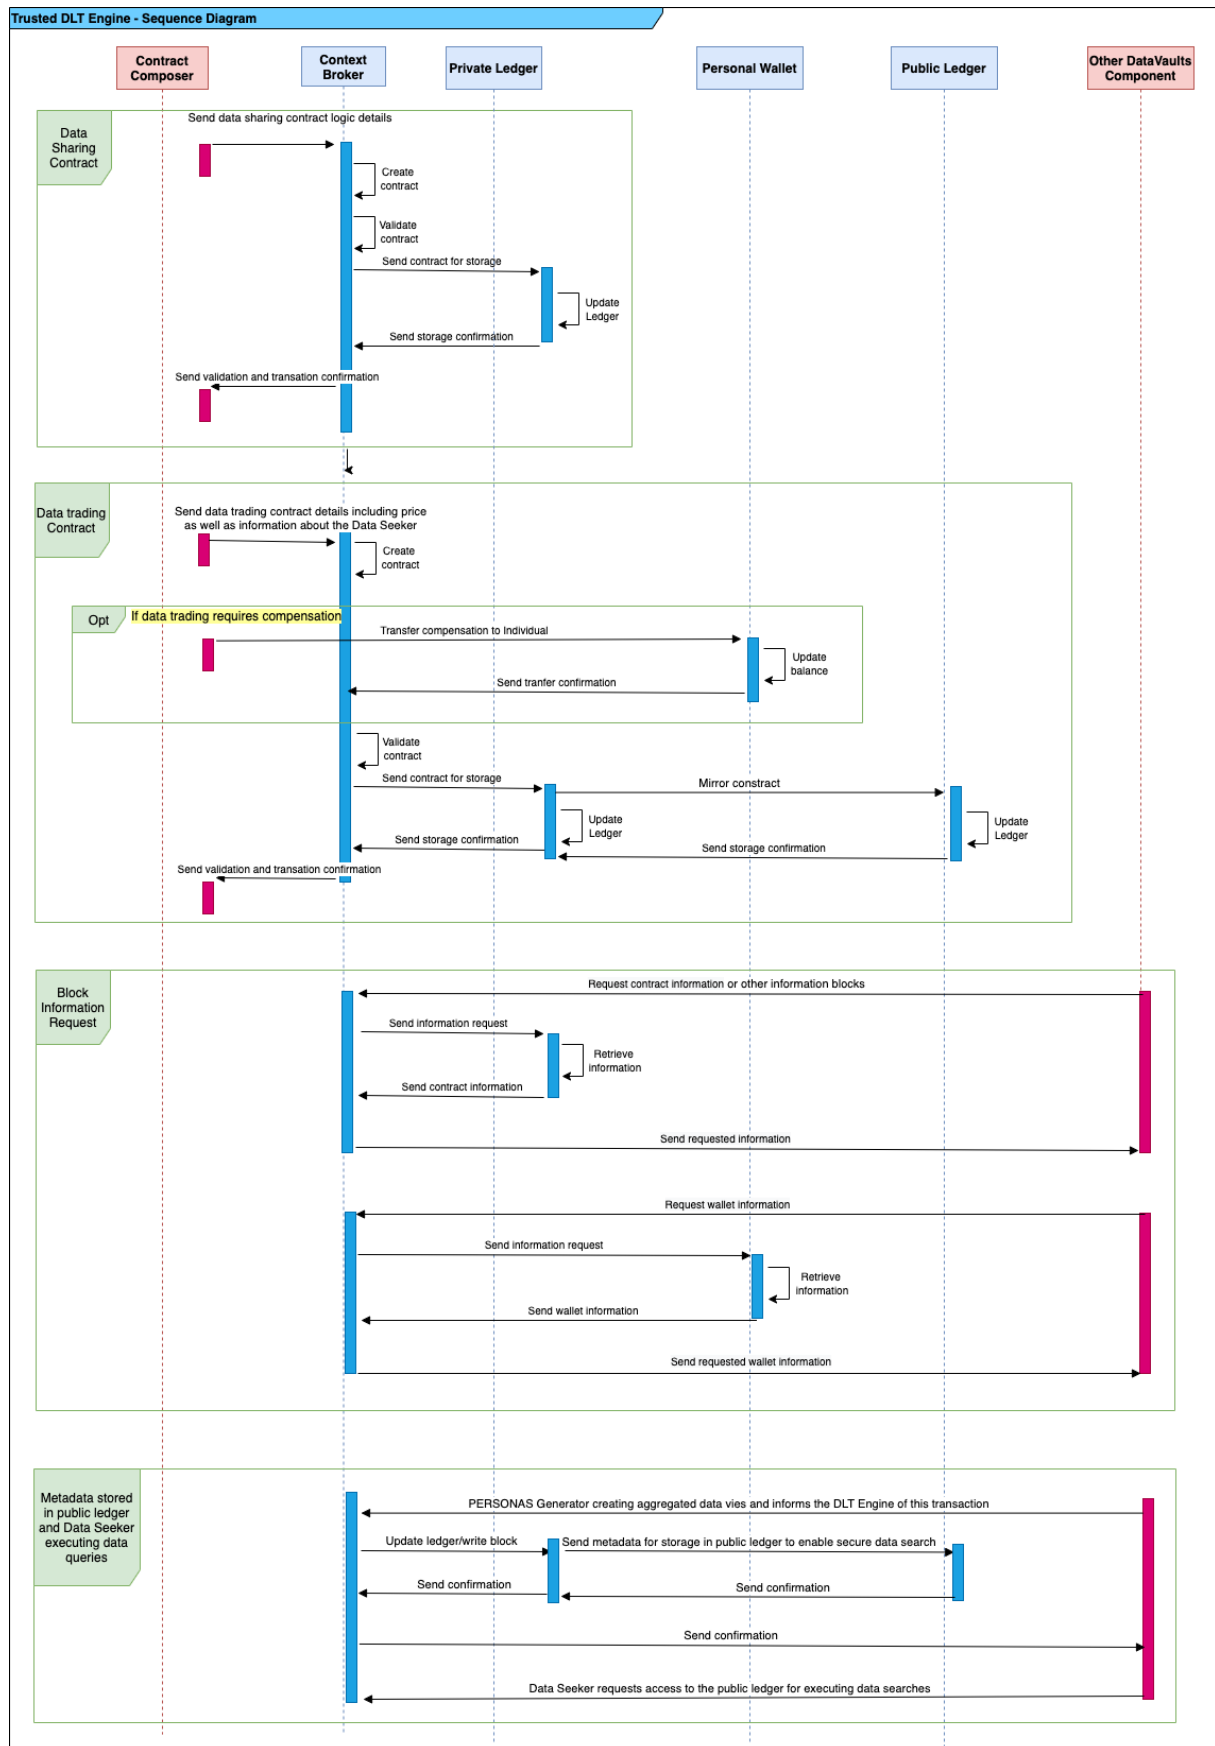 Trusted DLT Engine - Sequence Diagram
Contract
Composer
Context
Broker
Private Ledger
Personal Wallet
Public Ledger
Other DataVaults
Component
Data
Sharing
Contract
Send data sharing contract logic details
Create
contract
Validate
contract
Send contract for storage
Update
Ledger
Send storage confirmation
Send validation and transation confirmation
Data trading
Contract
Send data trading contract details including price
as well as information about the Data Seeker
Create
contract
Opt
If data trading requires compensation
Transfer compensation to Individual
Update
balance
Send tranfer confirmation
Validate
contract
Send contract for storage
Mirror constract
Update
Ledger
Update
Ledger
Send storage confirmation
Send storage confirmation
Send validation and transation confirmation
Block
Information
Request
Request contract information or other information blocks
Send information request
Retrieve
information
Send contract information
Send requested information
Request wallet information
Send information request
Retrieve
information
Send wallet information
Send requested wallet information
Metadata stored
in public ledger
and Data Seeker
executing data
queries
PERSONAS Generator creating aggregated data vies and informs the DLT Engine of this transaction
Update ledger/write block
Send metadata for storage in public ledger to enable secure data search
Send confirmation
Send confirmation
Send confirmation
Data Seeker requests access to the public ledger for executing data searches